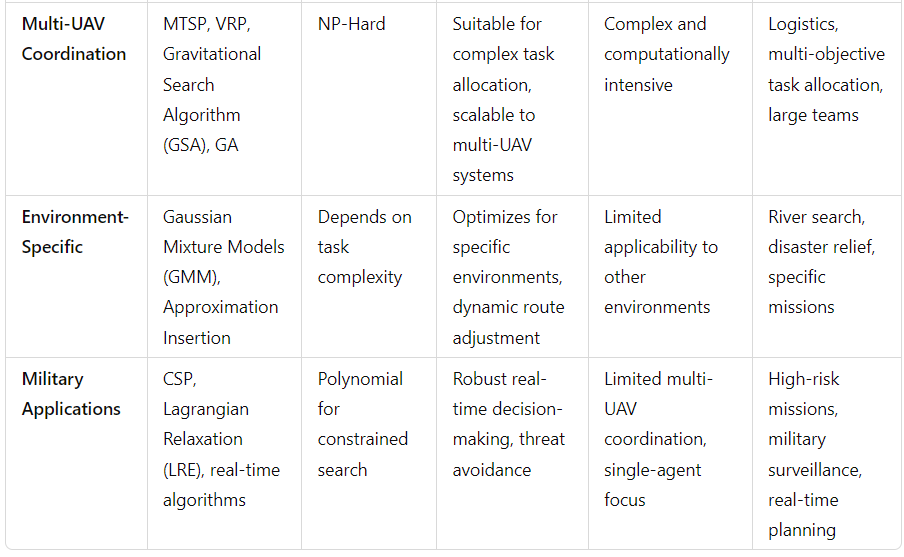 Multi-UAV
Coordination
MTSP, VRP,
Gravitational
Search
Algorithm
(GSA), GA
NP-Hard
Suitable for
complex task
allocation,
scalable to
multi-UAV
systems
Complex and
computationally
intensive
Logistics,
multi-objective
task allocation,
large teams
Environment-
Specific
Gaussian
Mixture Models
(GMM),
Approximation
Insertion
Depends on
task
complexity
Optimizes for
specific
environments,
dynamic route
adjustment
Limited
applicability to
other
environments
River search,
disaster relief,
specific
missions
Military
Applications
CSP,
Lagrangian
Relaxation
(LRE), real-time
algorithms
Polynomial
for
constrained
search
Robust real-
time decision-
making, threat
avoidance
Limited multi-
UAV
coordination,
single-agent
focus
High-risk
missions,
military
surveillance,
real-time
planning